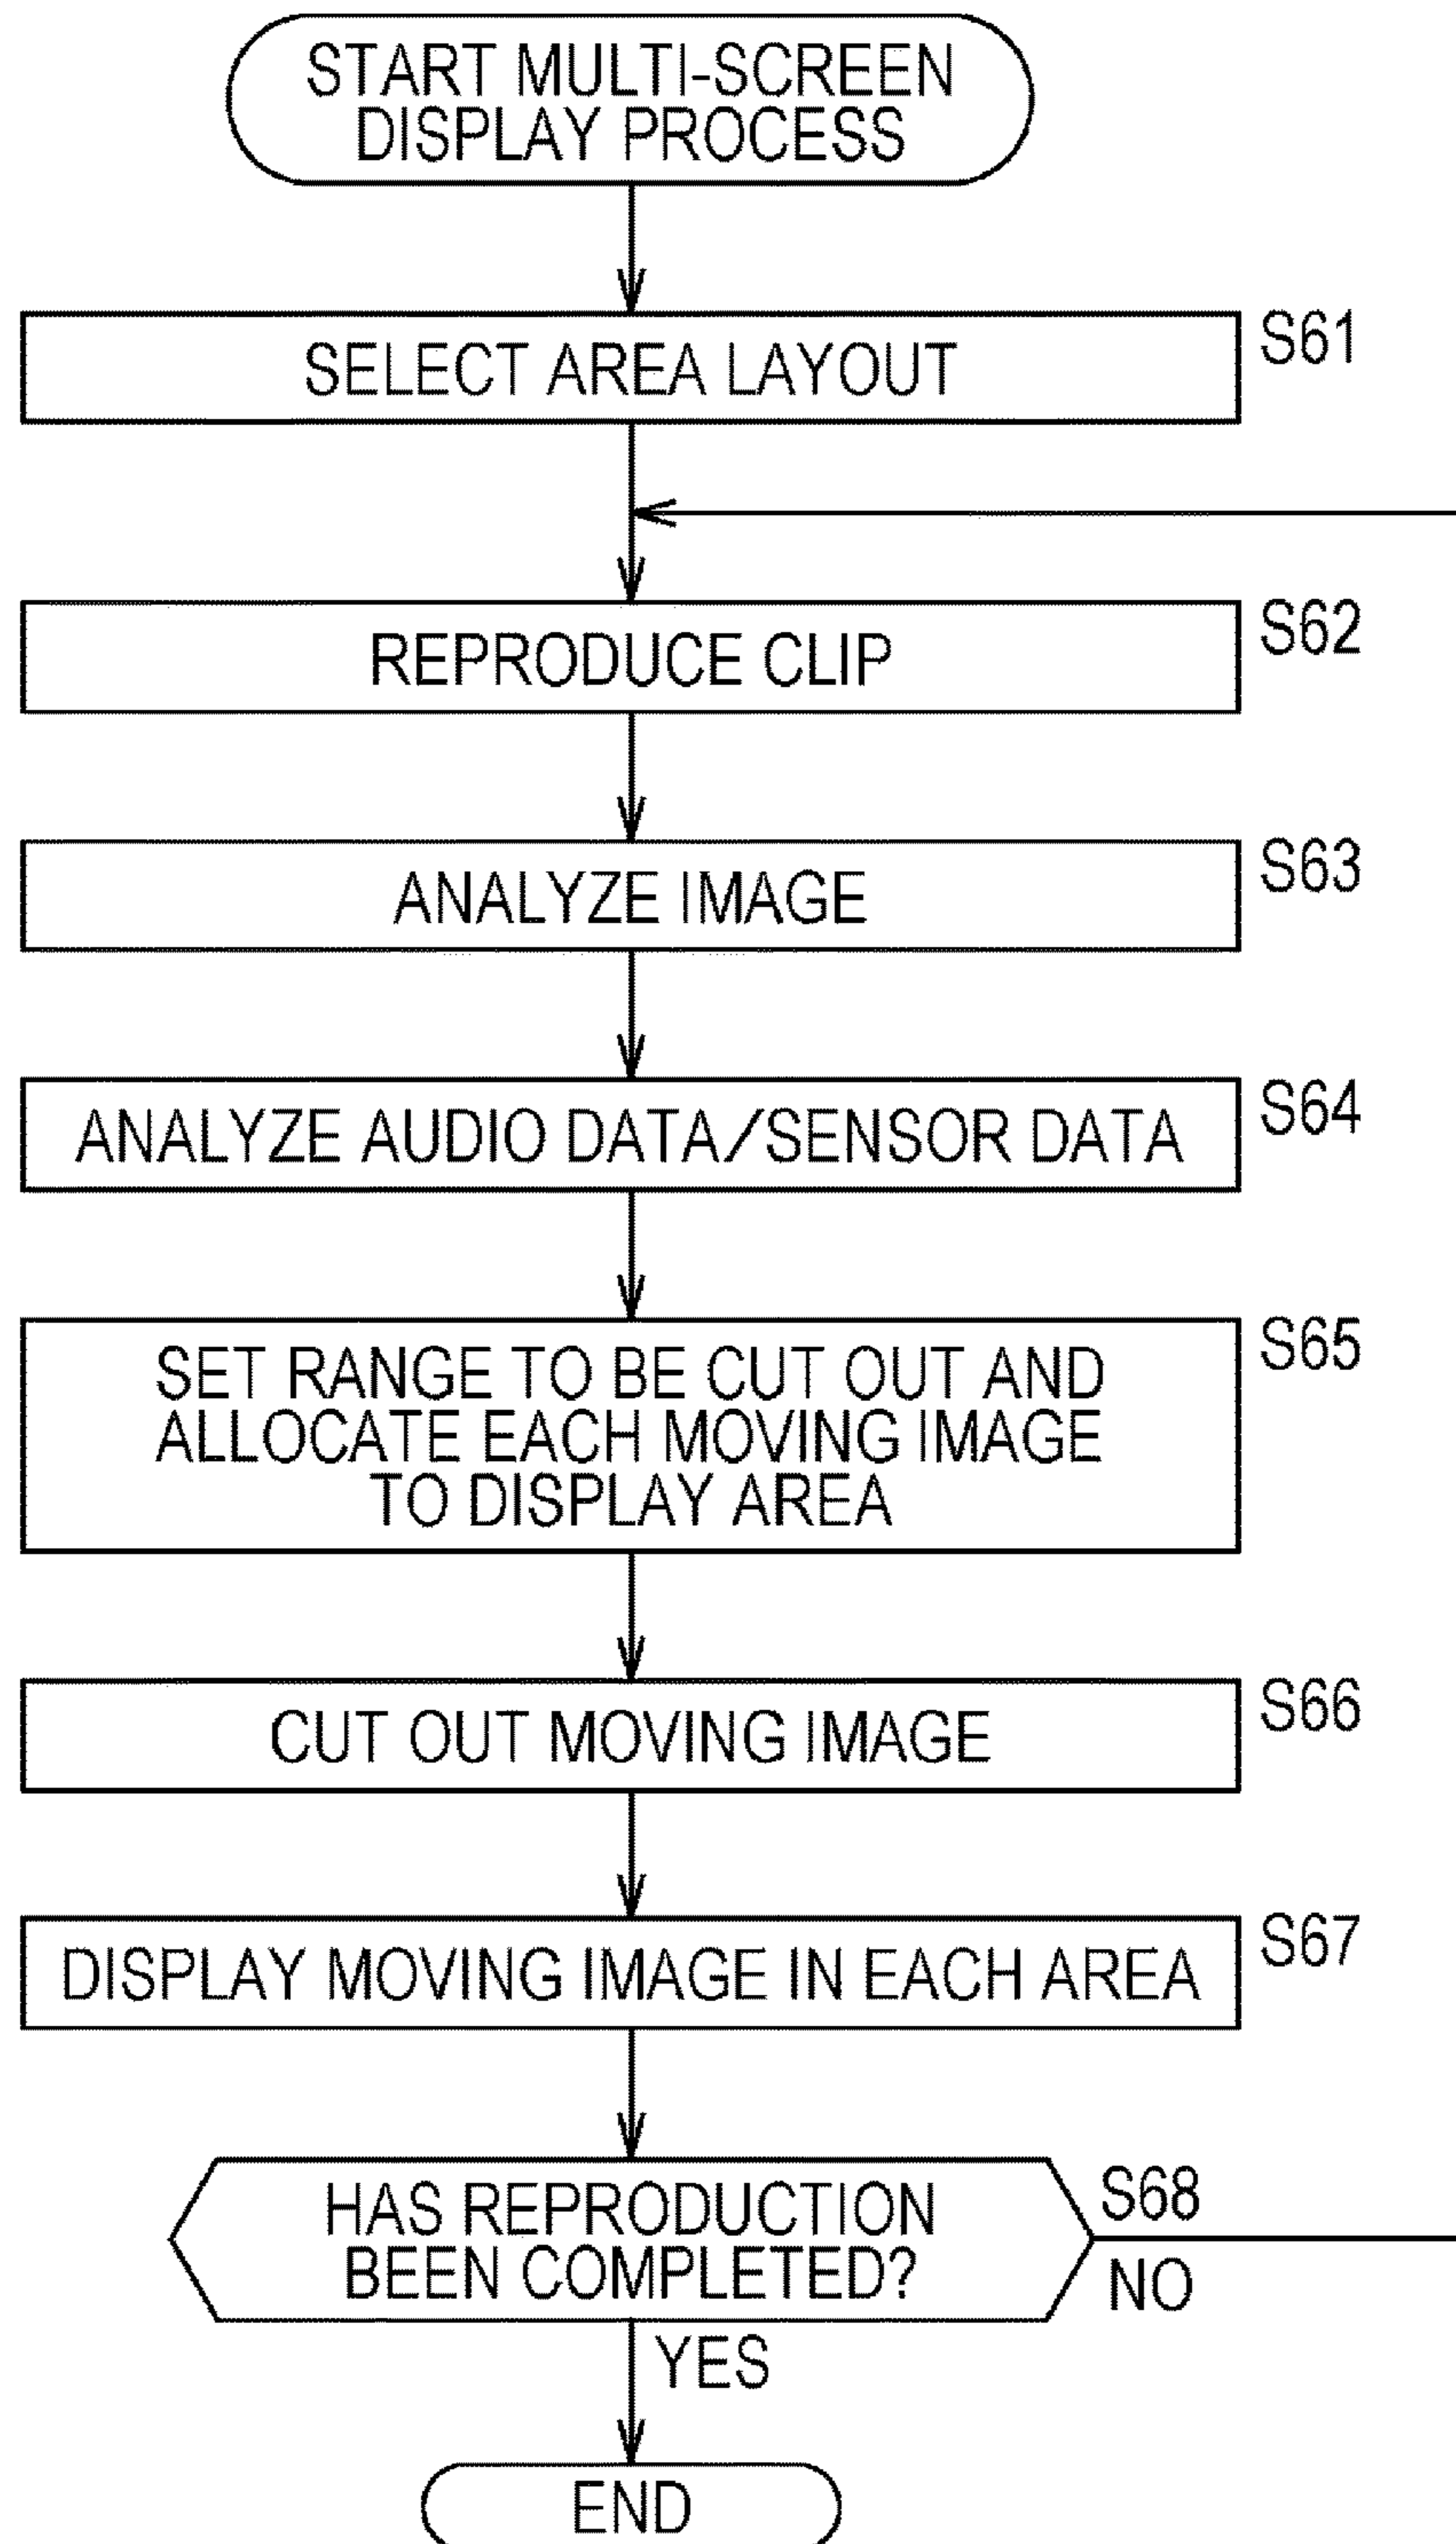 START MULTI-SCREEN
DISPLAY PROCESS
SELECT AREA LAYOUT
S61
REPRODUCE CLIP
S62
ANALYZE IMAGE
S63
ANALYZE AUDIO DATA/SENSOR DATA
S64
SET RANGE TO BE CUT OUT AND
ALLOCATE EACH MOVING IMAGE
TO DISPLAY AREA
S65
CUT OUT MOVING IMAGE
S66
DISPLAY MOVING IMAGE IN EACH AREA
S67
HAS REPRODUCTION
BEEN COMPLETED?
S68
NO
YES
END